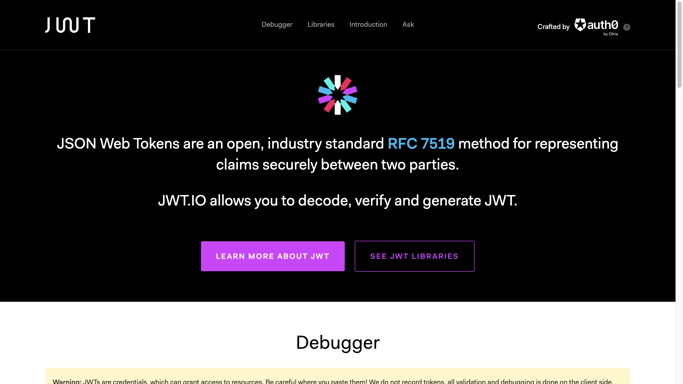 JWT
Debugger Libraries Introduction Ask
Crafted by auth0 by Okta ?
JSON Web Tokens are an open, industry standard RFC 7519 method for representing
claims securely between two parties.
JWT.IO allows you to decode, verify and generate JWT.
LEARN MORE ABOUT JWT
SEE JWT LIBRARIES
Debugger
Warning: JWTs are credentials, which can grant access to resources. Be careful where you paste them! We do not record tokens, all validation and debugging is done on the client side.